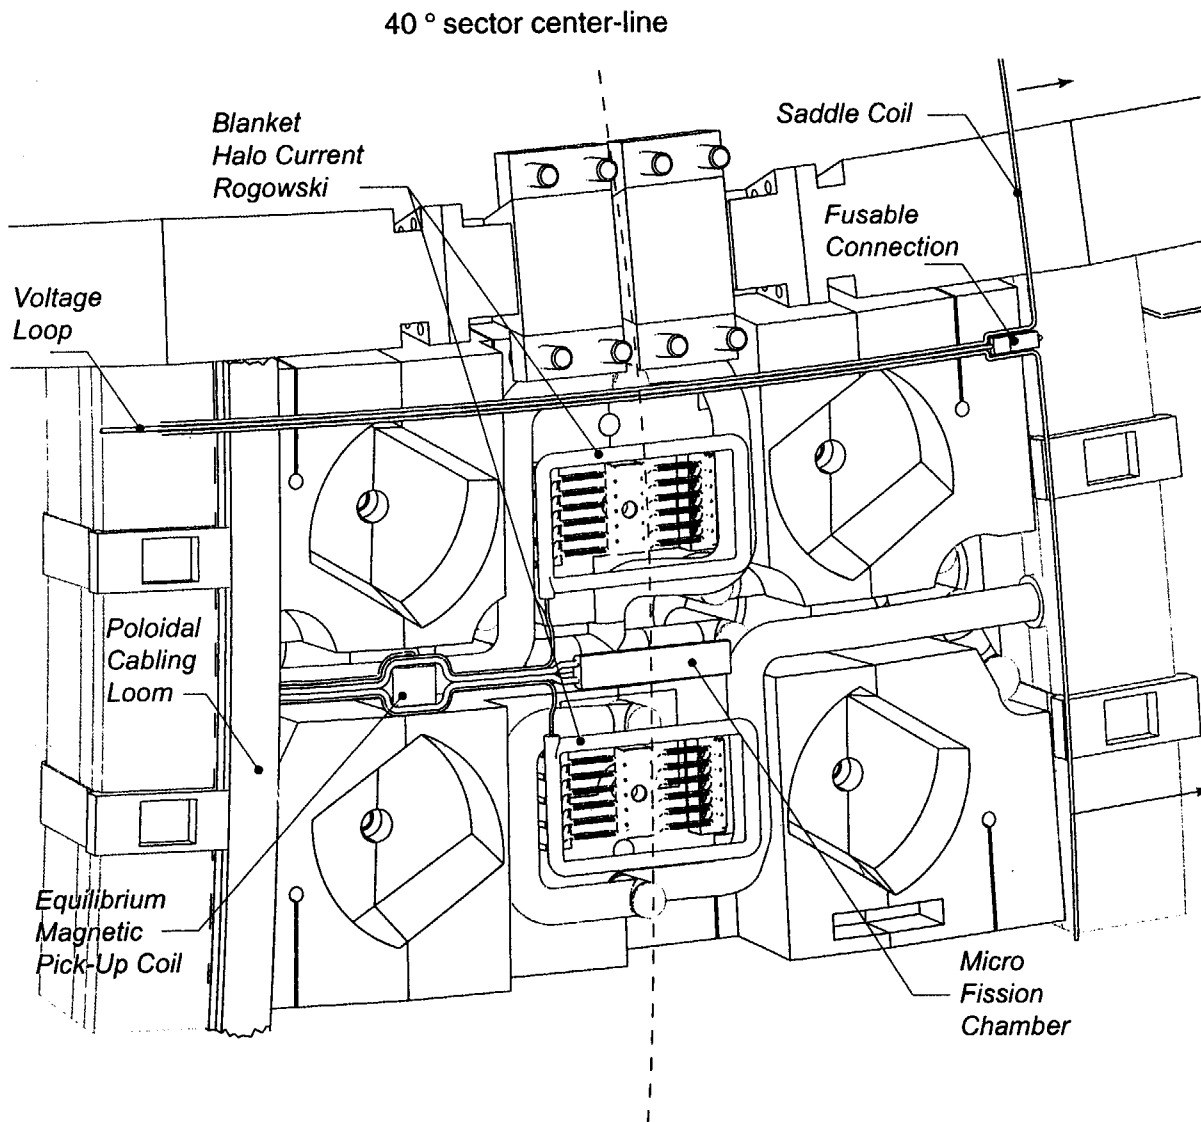 40 ° sector center-line
Blanket
Halo Current
Rogowski
Saddle Coil
Fusable
Connection
Voltage
Loop
Poloidal
Cabling
Loom
Equilibrium
Magnetic
Pick-Up Coil
Micro
Fission
Chamber